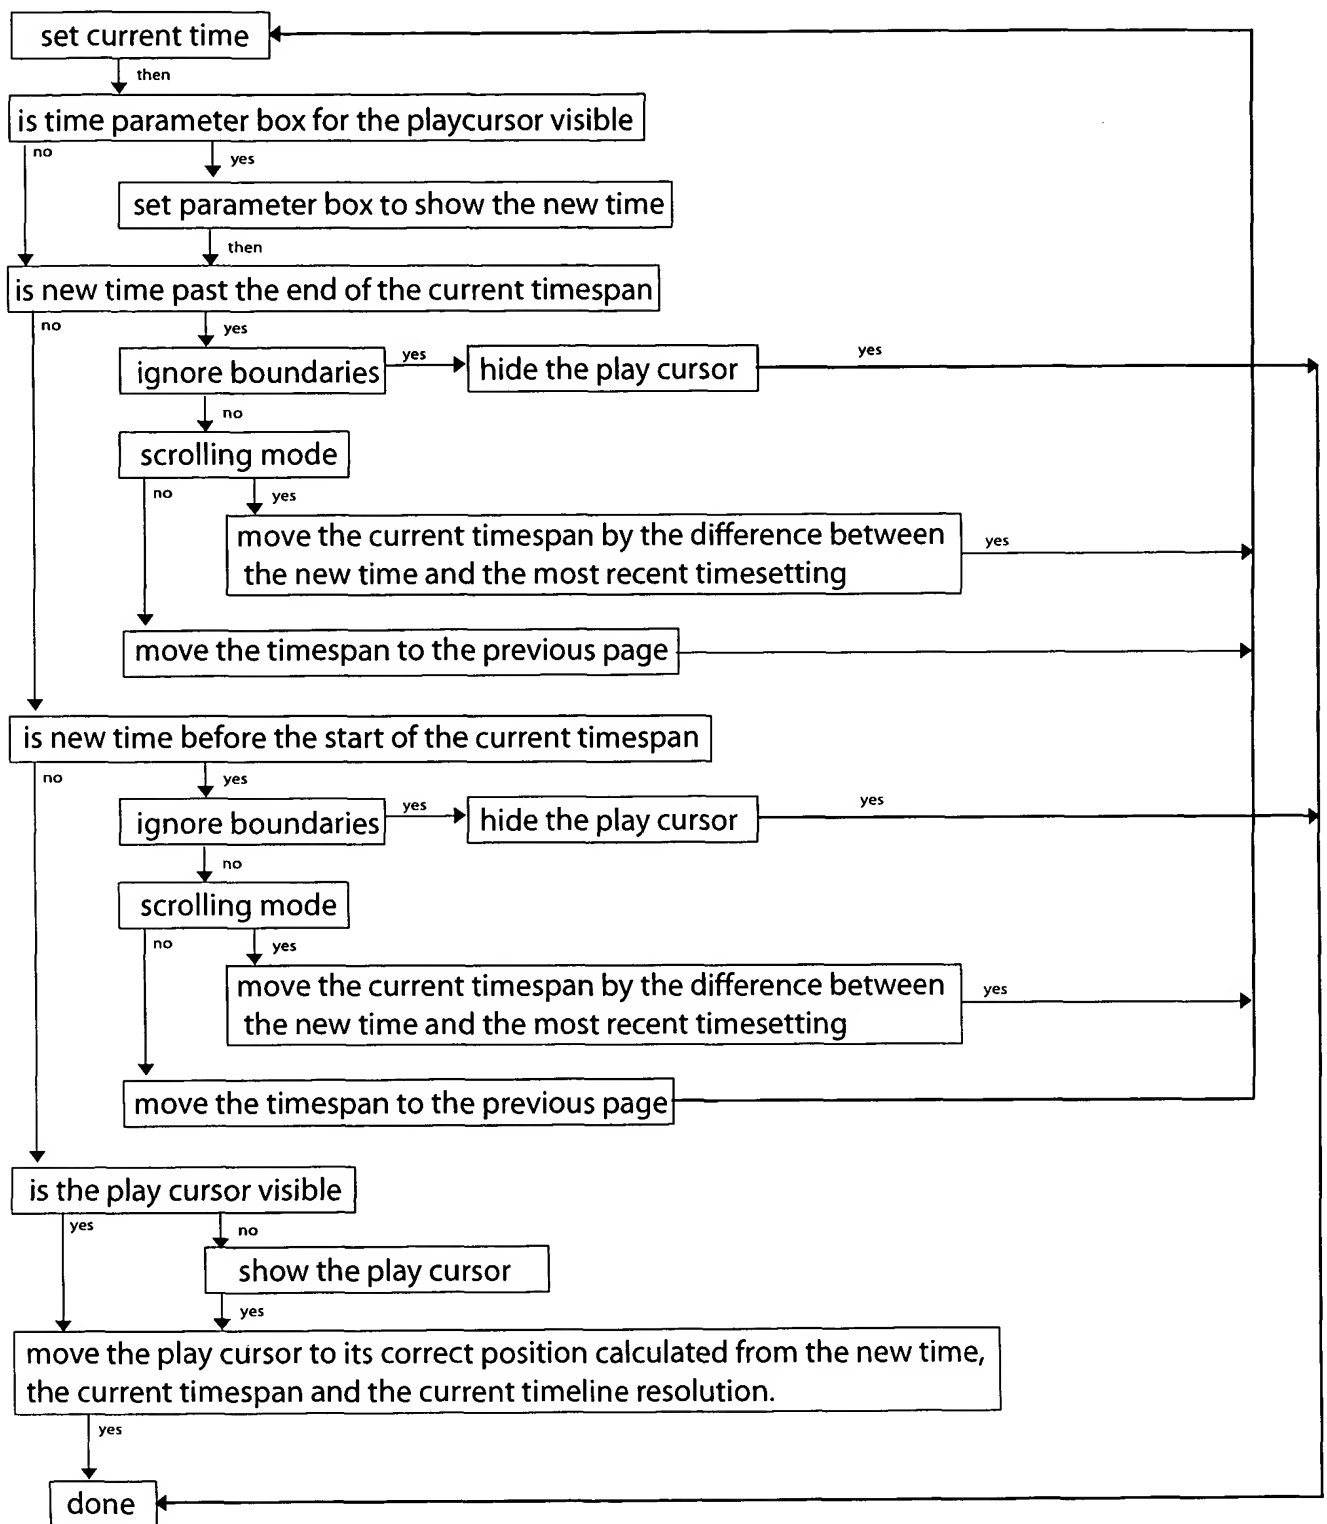 set current time
then
is time parameter box for the playcursor visible
no
yes
set parameter box to show the new time
then
is new time past the end of the current timespan
no
yes
ignore boundaries
yes
hide the play cursor
yes
no
scrolling mode
no
yes
move the current timespan by the difference between
the new time and the most recent timesetting
yes
move the timespan to the previous page
is new time before the start of the current timespan
no
yes
ignore boundaries
yes
hide the play cursor
yes
no
scrolling mode
no
yes
move the current timespan by the difference between
the new time and the most recent timesetting
yes
move the timespan to the previous page
is the play cursor visible
yes
no
show the play cursor
yes
move the play cursor to its correct position calculated from the new time,
the current timespan and the current timeline resolution.
yes
done